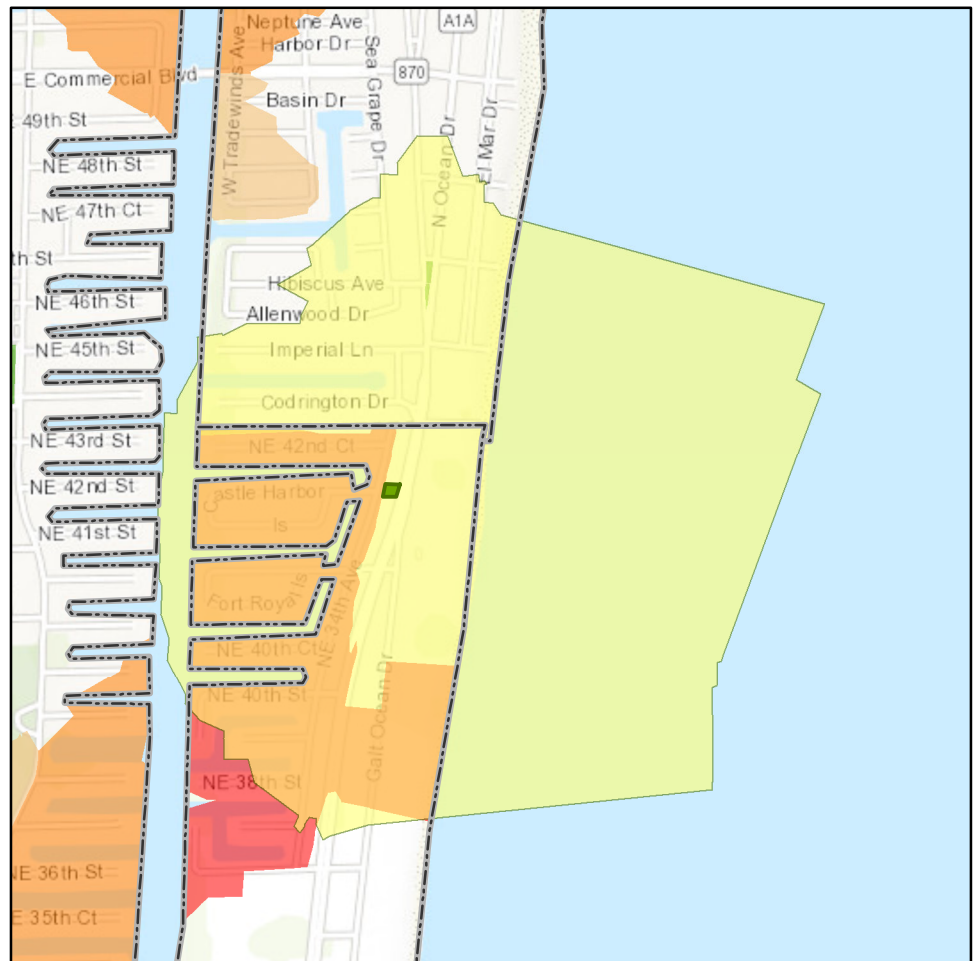 Neptune Ave
A1A
Harbor Dr
E Commercial Blvd
870
W Tradewinds Ave
Sea Grape Dr
Basin Dr
49th St
El Mar Dr
N Ocean Dr
NE 48th St
NE 47th Ct
th St
Hibiscus Ave
NE 46th St
Allenwood Dr
NE 45th St
Imperial Ln
Codrington Dr
NE 43rd St
NE 42nd Ct
NE 42nd St
Castle Harbor
Is
NE 41st St
NE 34th Ave
Fort Royal Is
NE 40th Ct
NE 40th St
Galt Ocean Dr
NE 38th St
NE 36th St
E 35th Ct